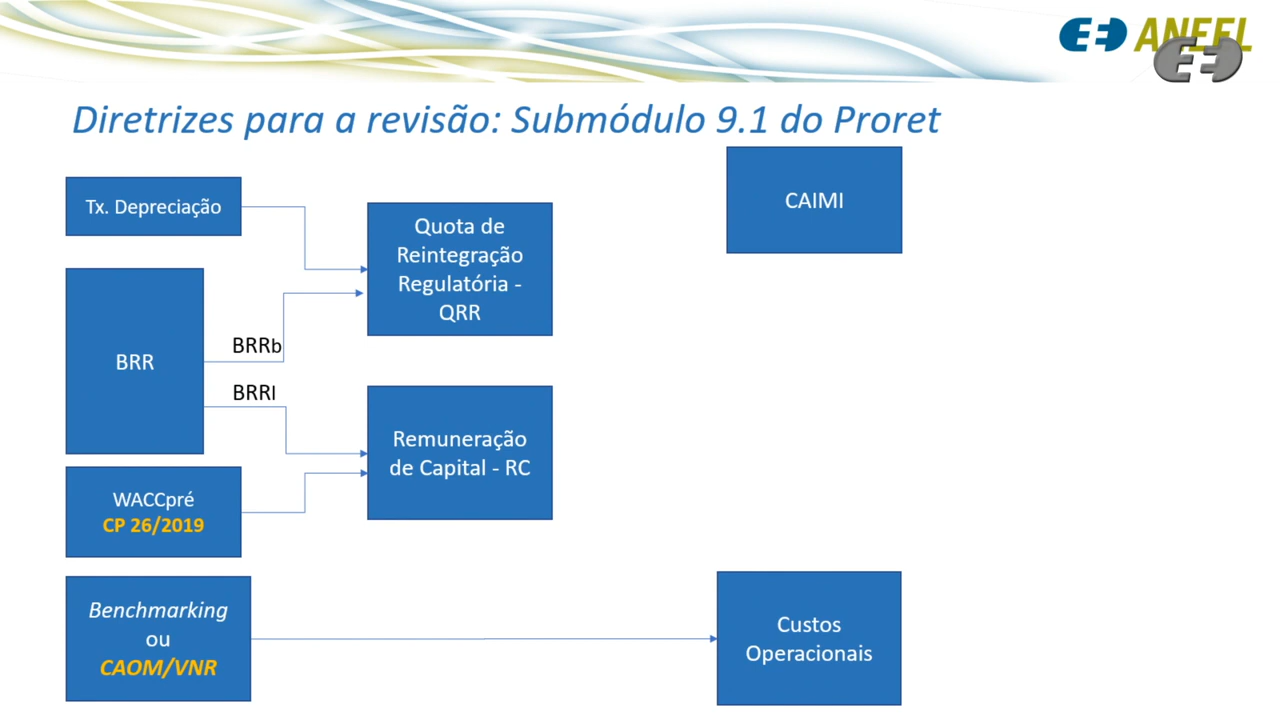 ANEEL
Diretrizes para a revisão: Submódulo 9.1 do Proret
CAIMI
Tx. Depreciação
Quota de
Reintegração
Regulatória -
QRR
BRR
BRRb
BRRl
Remuneração
de Capital - RC
WACCpré
CP 26/2019
Benchmarking
ou
CAOM/VNR
Custos
Operacionais